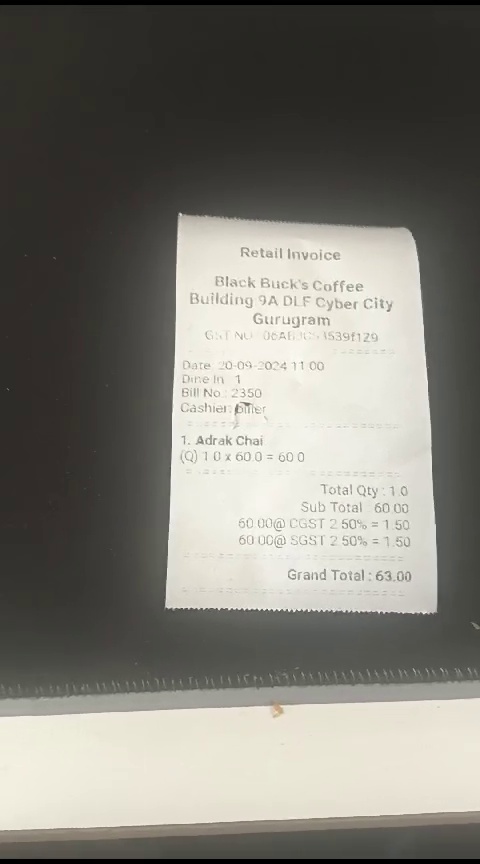 Retail Invoice
Black Buck's Coffee
Building 9A DLF Cyber City
Gurugram
GST NO
Date: 20-09-2024 11:00
Dine In: 1
Bill No.: 2350
Cashier: biller
1. Adrak Chai
(Q) 1.0 x 60.0 = 60.0
Total Qty : 1.0
Sub Total : 60.00
60.00@ CGST 2.50% = 1.50
60.00@ SGST 2.50% = 1.50
Grand Total : 63.00